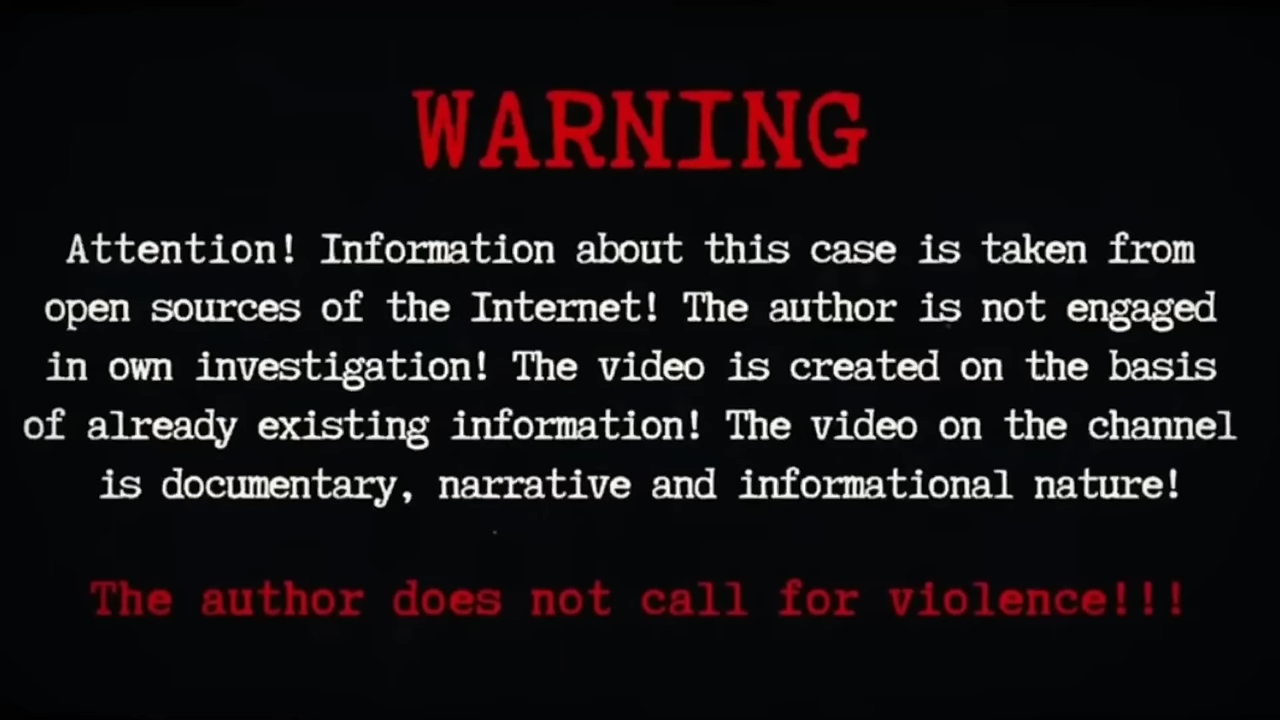 WARNING
Attention! Information about this case is taken from
open sources of the Internet! The author is not engaged
in own investigation! The video is created on the basis
of already existing information! The video on the channel
is documentary, narrative and informational nature!
The author does not call for violence!!!